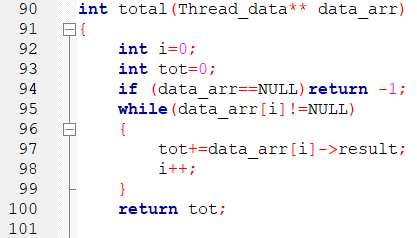 90 int total(Thread_data** data_arr)
91 {
92 int i=0;
93 int tot=0;
94 if (data_arr==NULL)return -1;
95 while(data_arr[i]!=NULL)
96 {
97 tot+=data_arr[i]->result;
98 i++;
99 }
100 return tot;
101